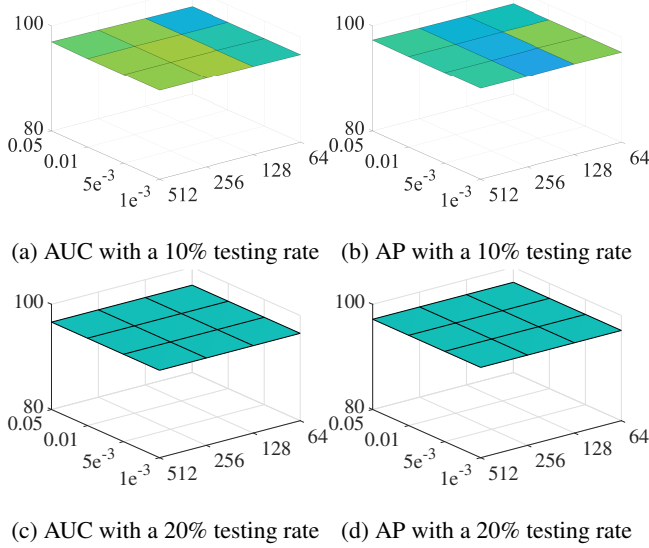 100
100
80
80
0.05
0.05
0.01
0.01
5e⁻³
5e⁻³
1e⁻³
1e⁻³
512
256
128
64
512
256
128
64
(a) AUC with a 10% testing rate
(b) AP with a 10% testing rate
100
100
80
80
0.05
0.05
0.01
0.01
5e⁻³
5e⁻³
1e⁻³
1e⁻³
512
256
128
64
512
256
128
64
(c) AUC with a 20% testing rate
(d) AP with a 20% testing rate